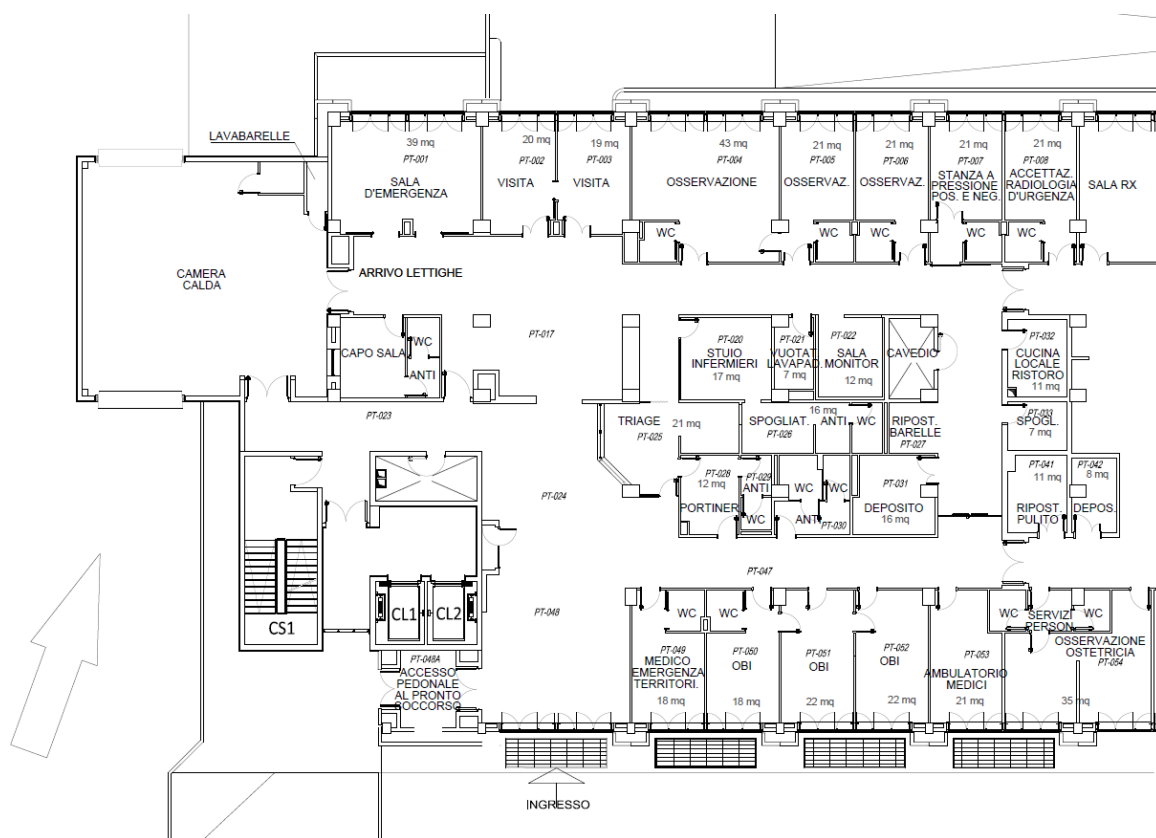 LAVABARELLE
39 mq
PT-001
SALA
D'EMERGENZA
20 mq
PT-002
VISITA
19 mq
PT-003
VISITA
43 mq
PT-004
OSSERVAZIONE
WC
21 mq
PT-005
OSSERVAZ.
WC
21 mq
PT-006
OSSERVAZ.
WC
21 mq
PT-007
STANZA A
PRESSIONE
POS. E NEG.
WC
21 mq
PT-008
ACCETTAZ.
RADIOLOGIA
D'URGENZA
WC
SALA RX
CAMERA
CALDA
ARRIVO LETTIGHE
PT-017
CAPO SALA
WC
ANTI
PT-020
STUIO
INFERMIERI
17 mq
PT-021
VUOTAT.
LAVAPAD.
7 mq
PT-022
SALA
MONITOR
12 mq
CAVEDIO
PT-032
CUCINA
LOCALE
RISTORO
11 mq
PT-023
TRIAGE
21 mq
PT-025
16 mq
SPOGLIAT.
PT-026
ANTI
WC
RIPOST.
BARELLE
PT-027
PT-033
SPOGL.
7 mq
PT-024
PT-028
12 mq
PORTINER
PT-029
ANTI
WC
WC
WC
ANTI
PT-030
PT-031
DEPOSITO
16 mq
PT-041
11 mq
RIPOST.
PULITO
PT-042
8 mq
DEPOS.
PT-047
CS1
CL1
CL2
PT-048
PT-048A
ACCESSO
PEDONALE
AL PRONTO
SOCCORSO
WC
PT-049
MEDICO
EMERGENZA
TERRITORI.
18 mq
WC
PT-050
OBI
18 mq
PT-051
OBI
22 mq
PT-052
OBI
22 mq
PT-053
AMBULATORIO
MEDICI
21 mq
WC
SERVIZI
PERSON
WC
OSSERVAZIONE
OSTETRICIA
PT-054
35 mq
INGRESSO